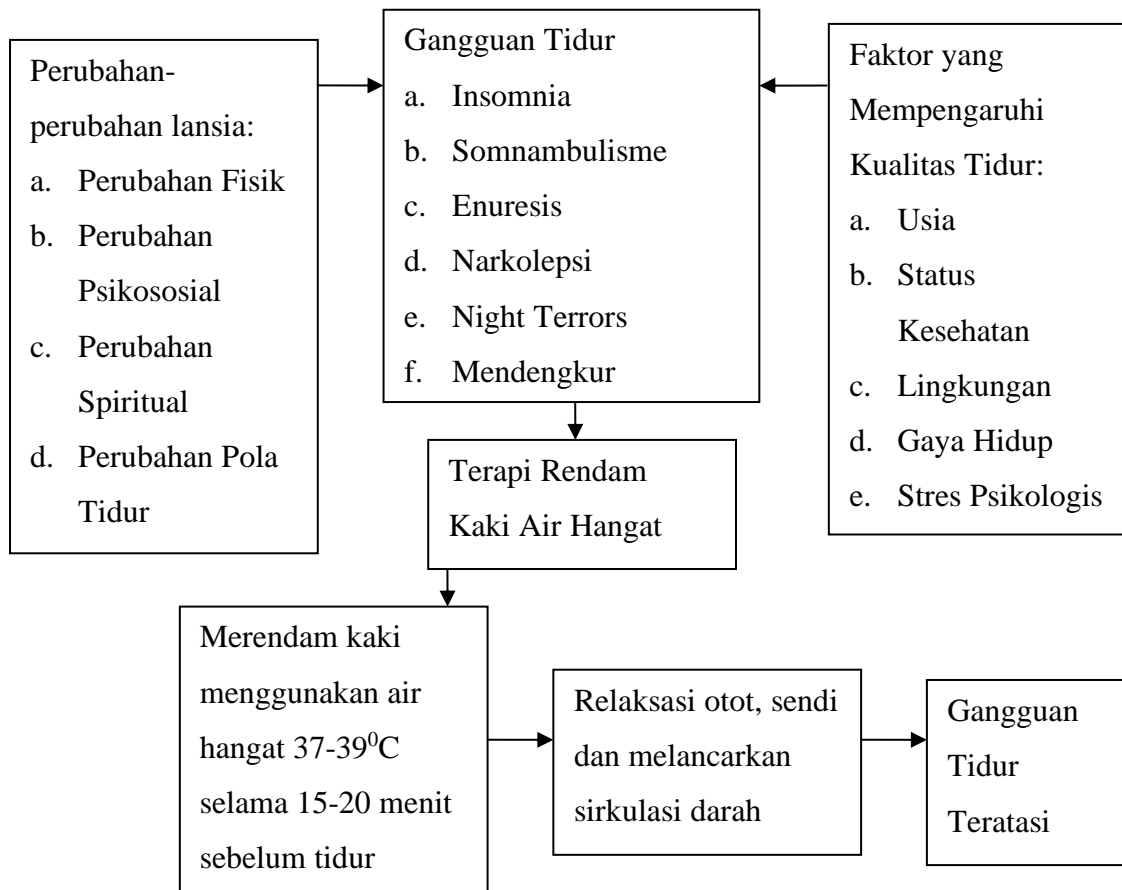 Perubahan-
perubahan lansia:
a. Perubahan Fisik
b. Perubahan
Psikososial
c. Perubahan
Spiritual
d. Perubahan Pola
Tidur
Gangguan Tidur
a. Insomnia
b. Somnambulisme
c. Enuresis
d. Narkolepsi
e. Night Terrors
f. Mendengkur
Faktor yang
Mempengaruhi
Kualitas Tidur:
a. Usia
b. Status
Kesehatan
c. Lingkungan
d. Gaya Hidup
e. Stres Psikologis
Terapi Rendam
Kaki Air Hangat
Merendam kaki
menggunakan air
hangat 37-39⁰C
selama 15-20 menit
sebelum tidur
Relaksasi otot, sendi
dan melancarkan
sirkulasi darah
Gangguan
Tidur
Teratasi